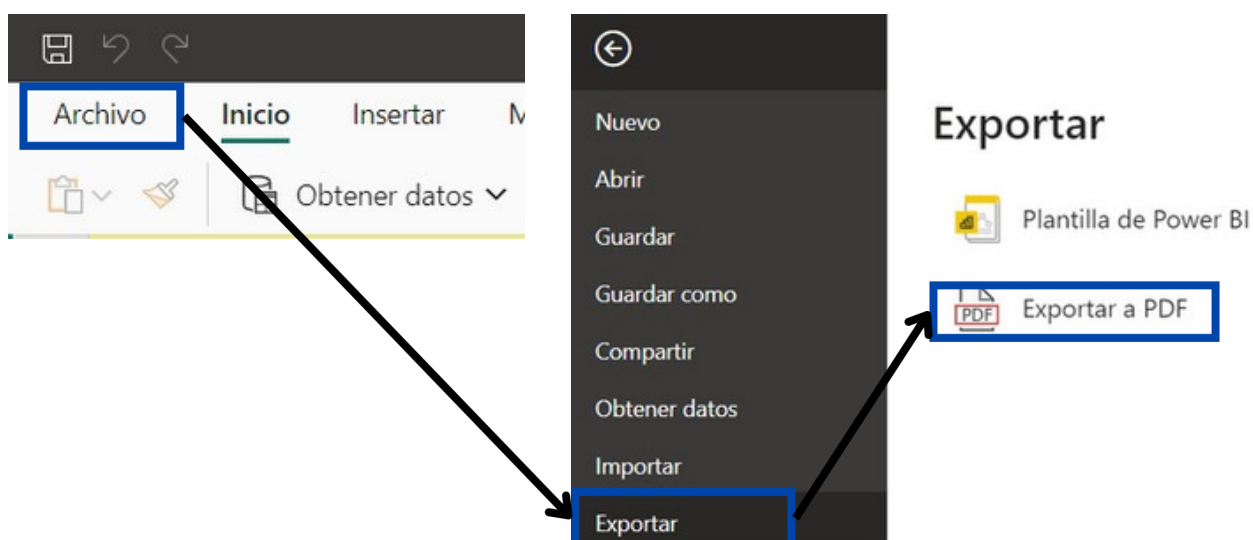 Archivo Inicio Insertar M
Obtener datos
Nuevo
Abrir
Guardar
Guardar como
Compartir
Obtener datos
Importar
Exportar
Exportar
Plantilla de Power BI
PDF Exportar a PDF